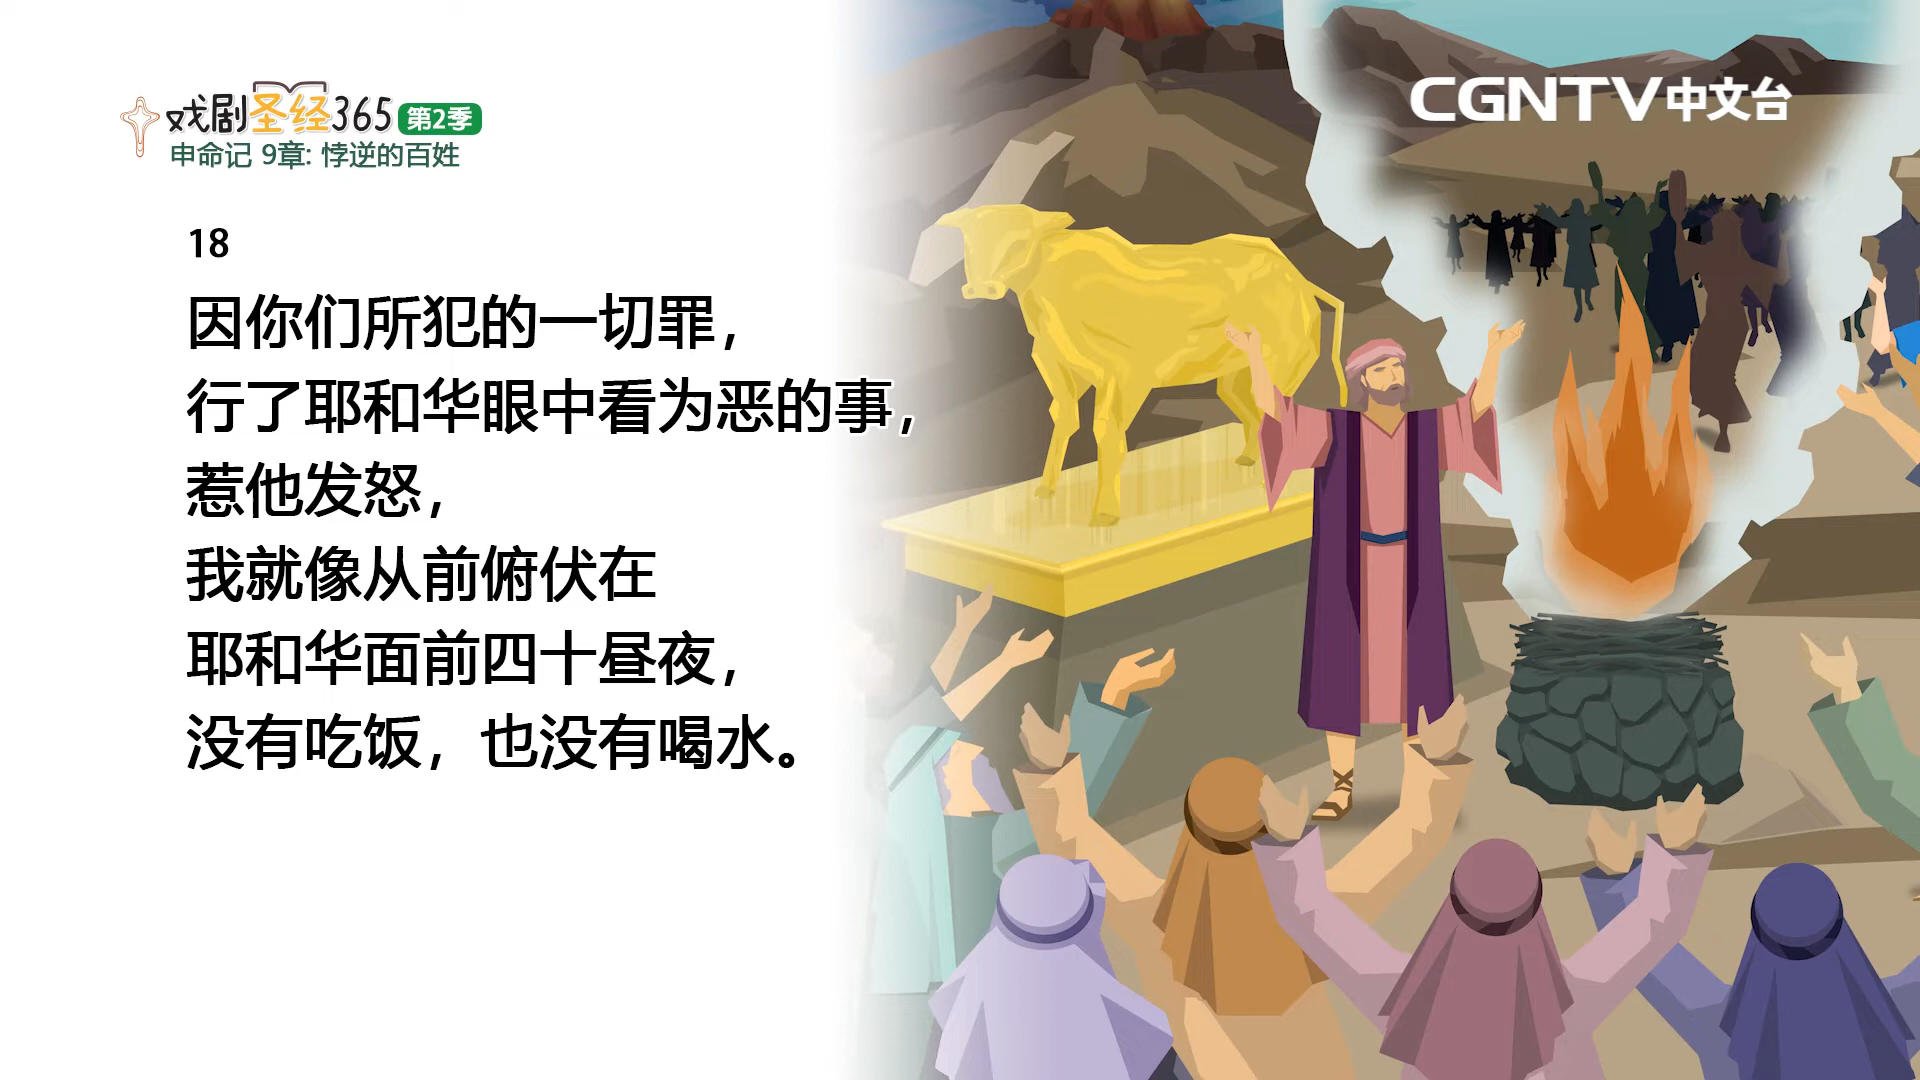 戏剧圣经365 第2季
申命记 9章: 悖逆的百姓
CGNTV中文台
18
因你们所犯的一切罪，
行了耶和华眼中看为恶的事，
惹他发怒，
我就像从前俯伏在
耶和华面前四十昼夜，
没有吃饭，也没有喝水。